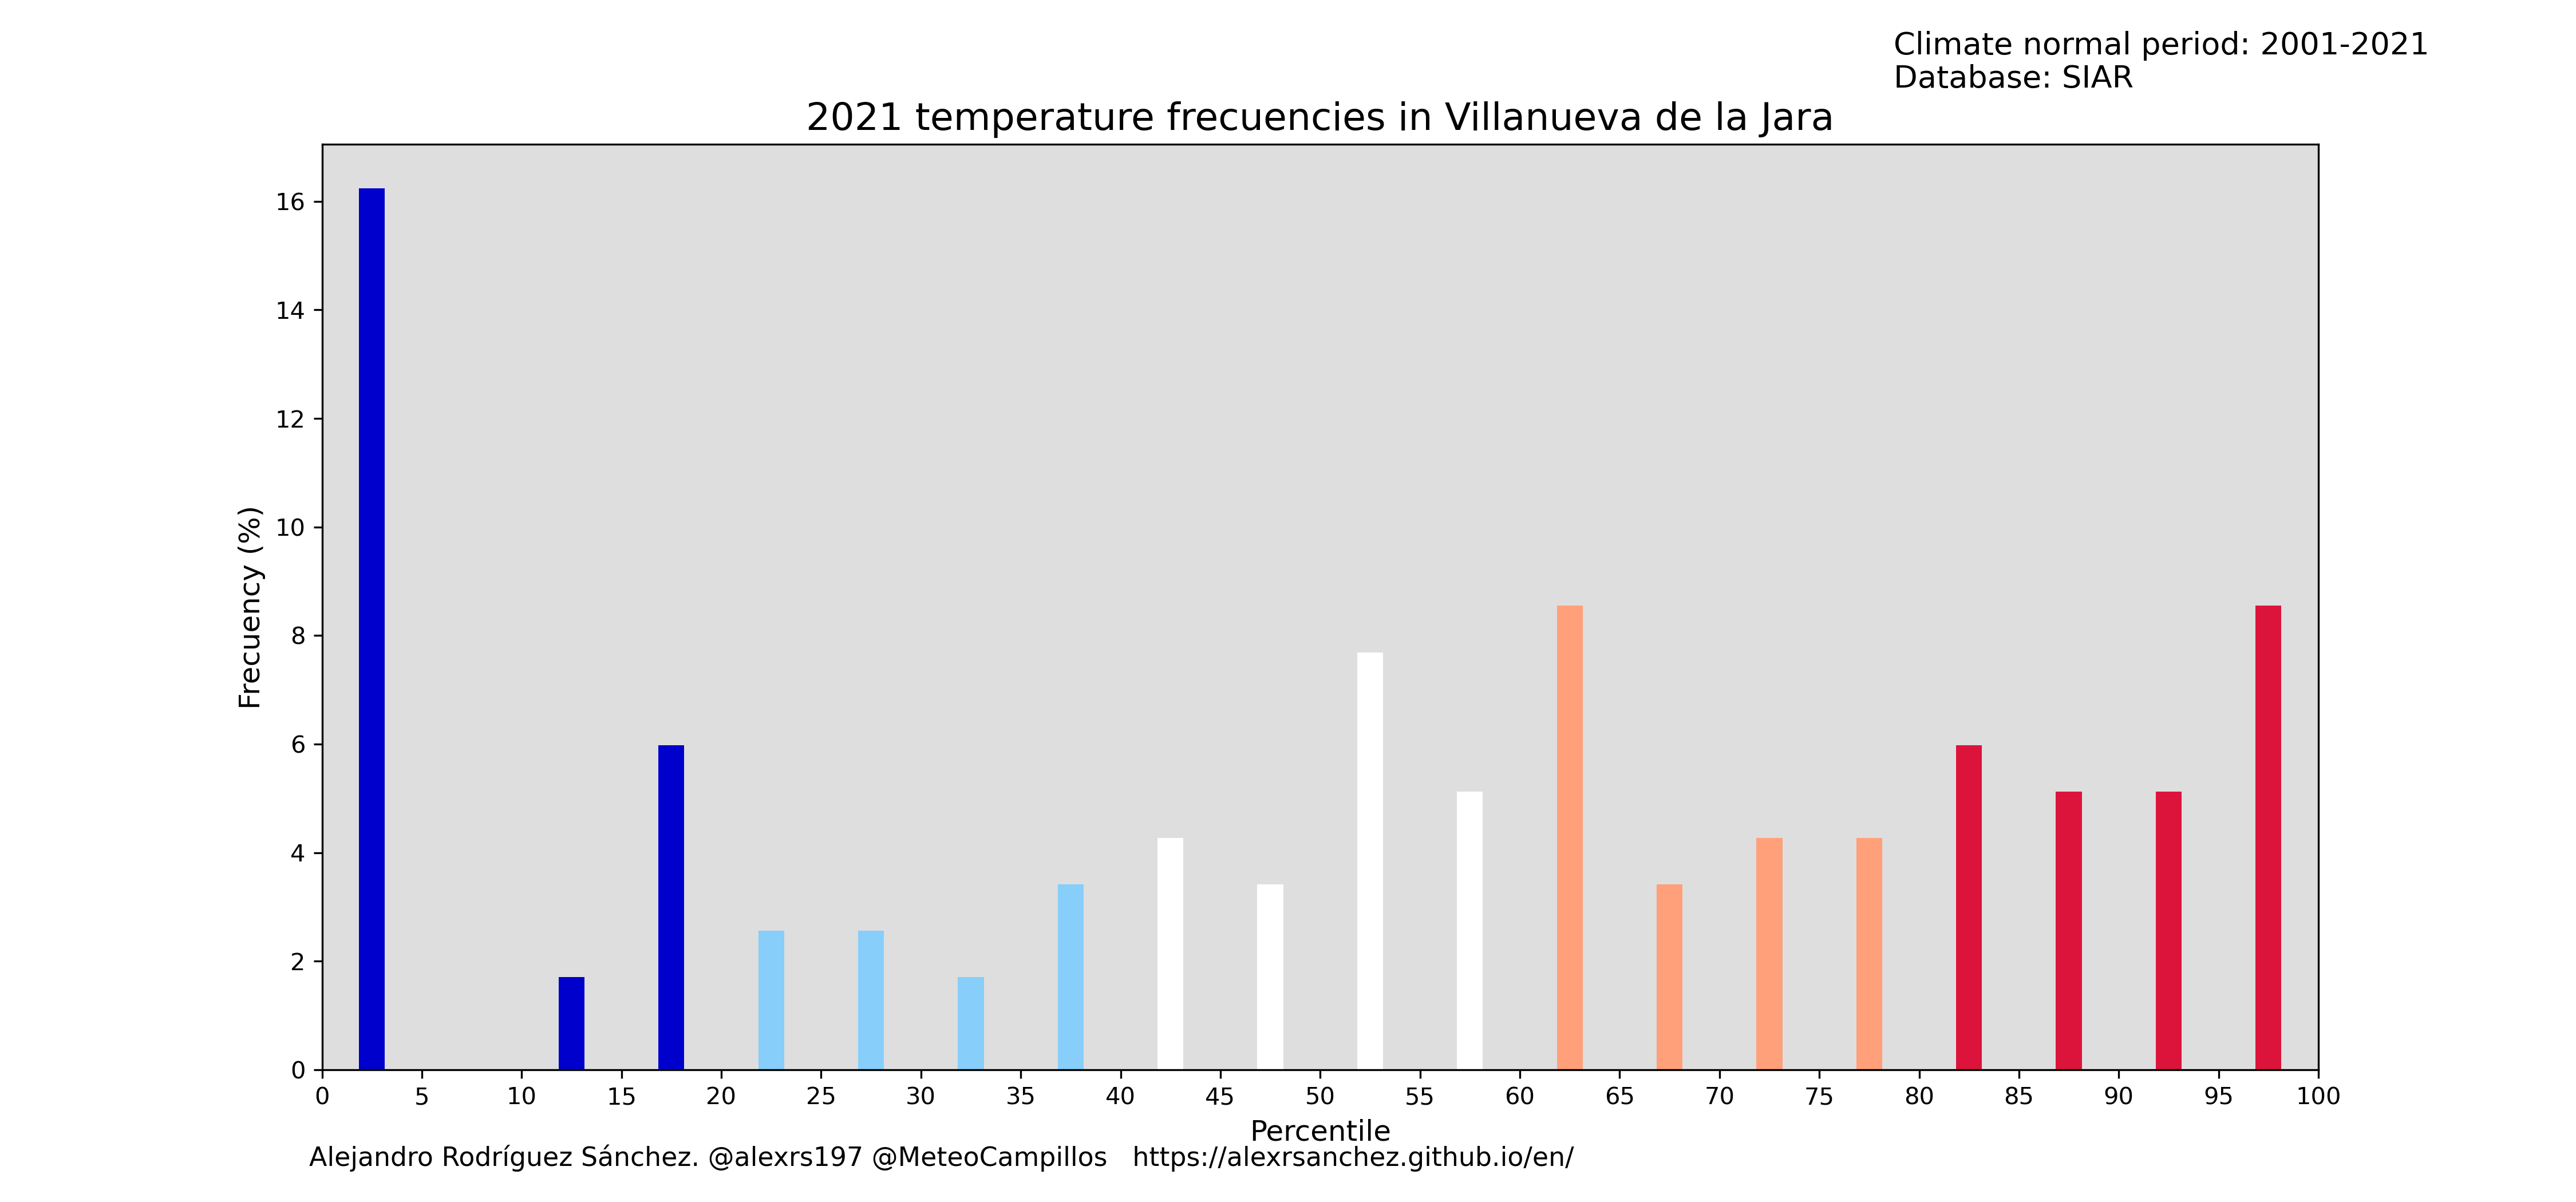 Climate normal period: 2001-2021
Database: SIAR
2021 temperature frecuencies in Villanueva de la Jara
Frecuency (%)
16
14
12
10
8
6
4
2
0
0 5 10 15 20 25 30 35 40 45 50 55 60 65 70 75 80 85 90 95 100
Percentile
Alejandro Rodríguez Sánchez. @alexrs197 @MeteoCampillos https://alexrsanchez.github.io/en/